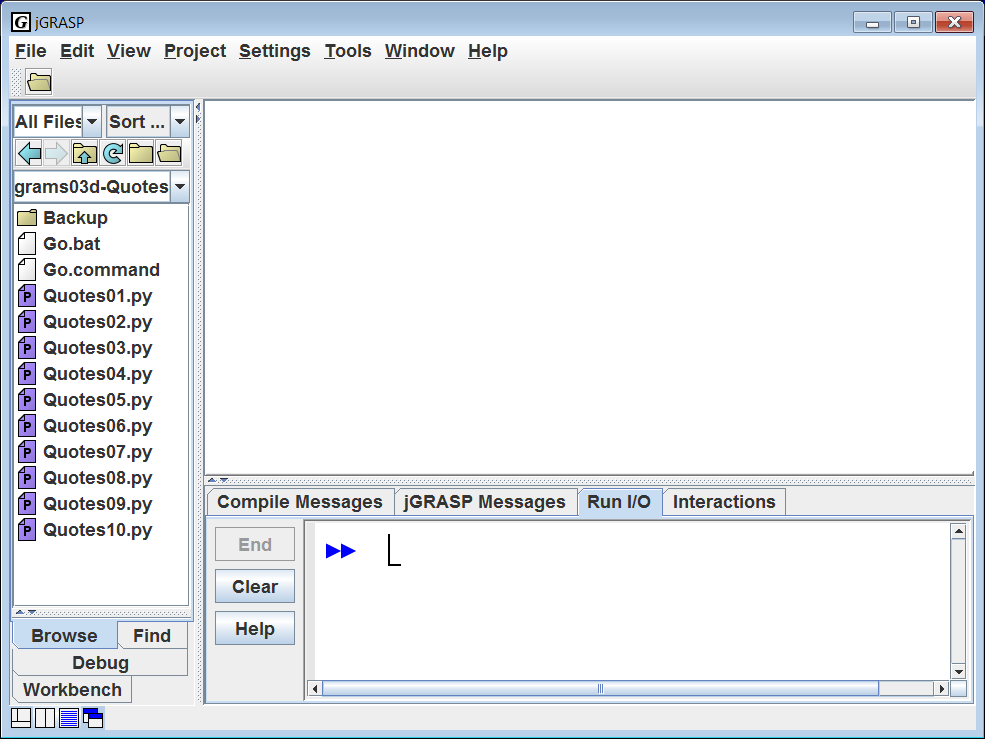 G jGRASP
File Edit View Project Settings Tools Window Help
All Files Sort ...
grams03d-Quotes
Backup
Go.bat
Go.command
P Quotes01.py
P Quotes02.py
P Quotes03.py
P Quotes04.py
P Quotes05.py
P Quotes06.py
P Quotes07.py
P Quotes08.py
P Quotes09.py
P Quotes10.py
Compile Messages jGRASP Messages Run I/O Interactions
End
Clear
Help
Browse Find
Debug
Workbench